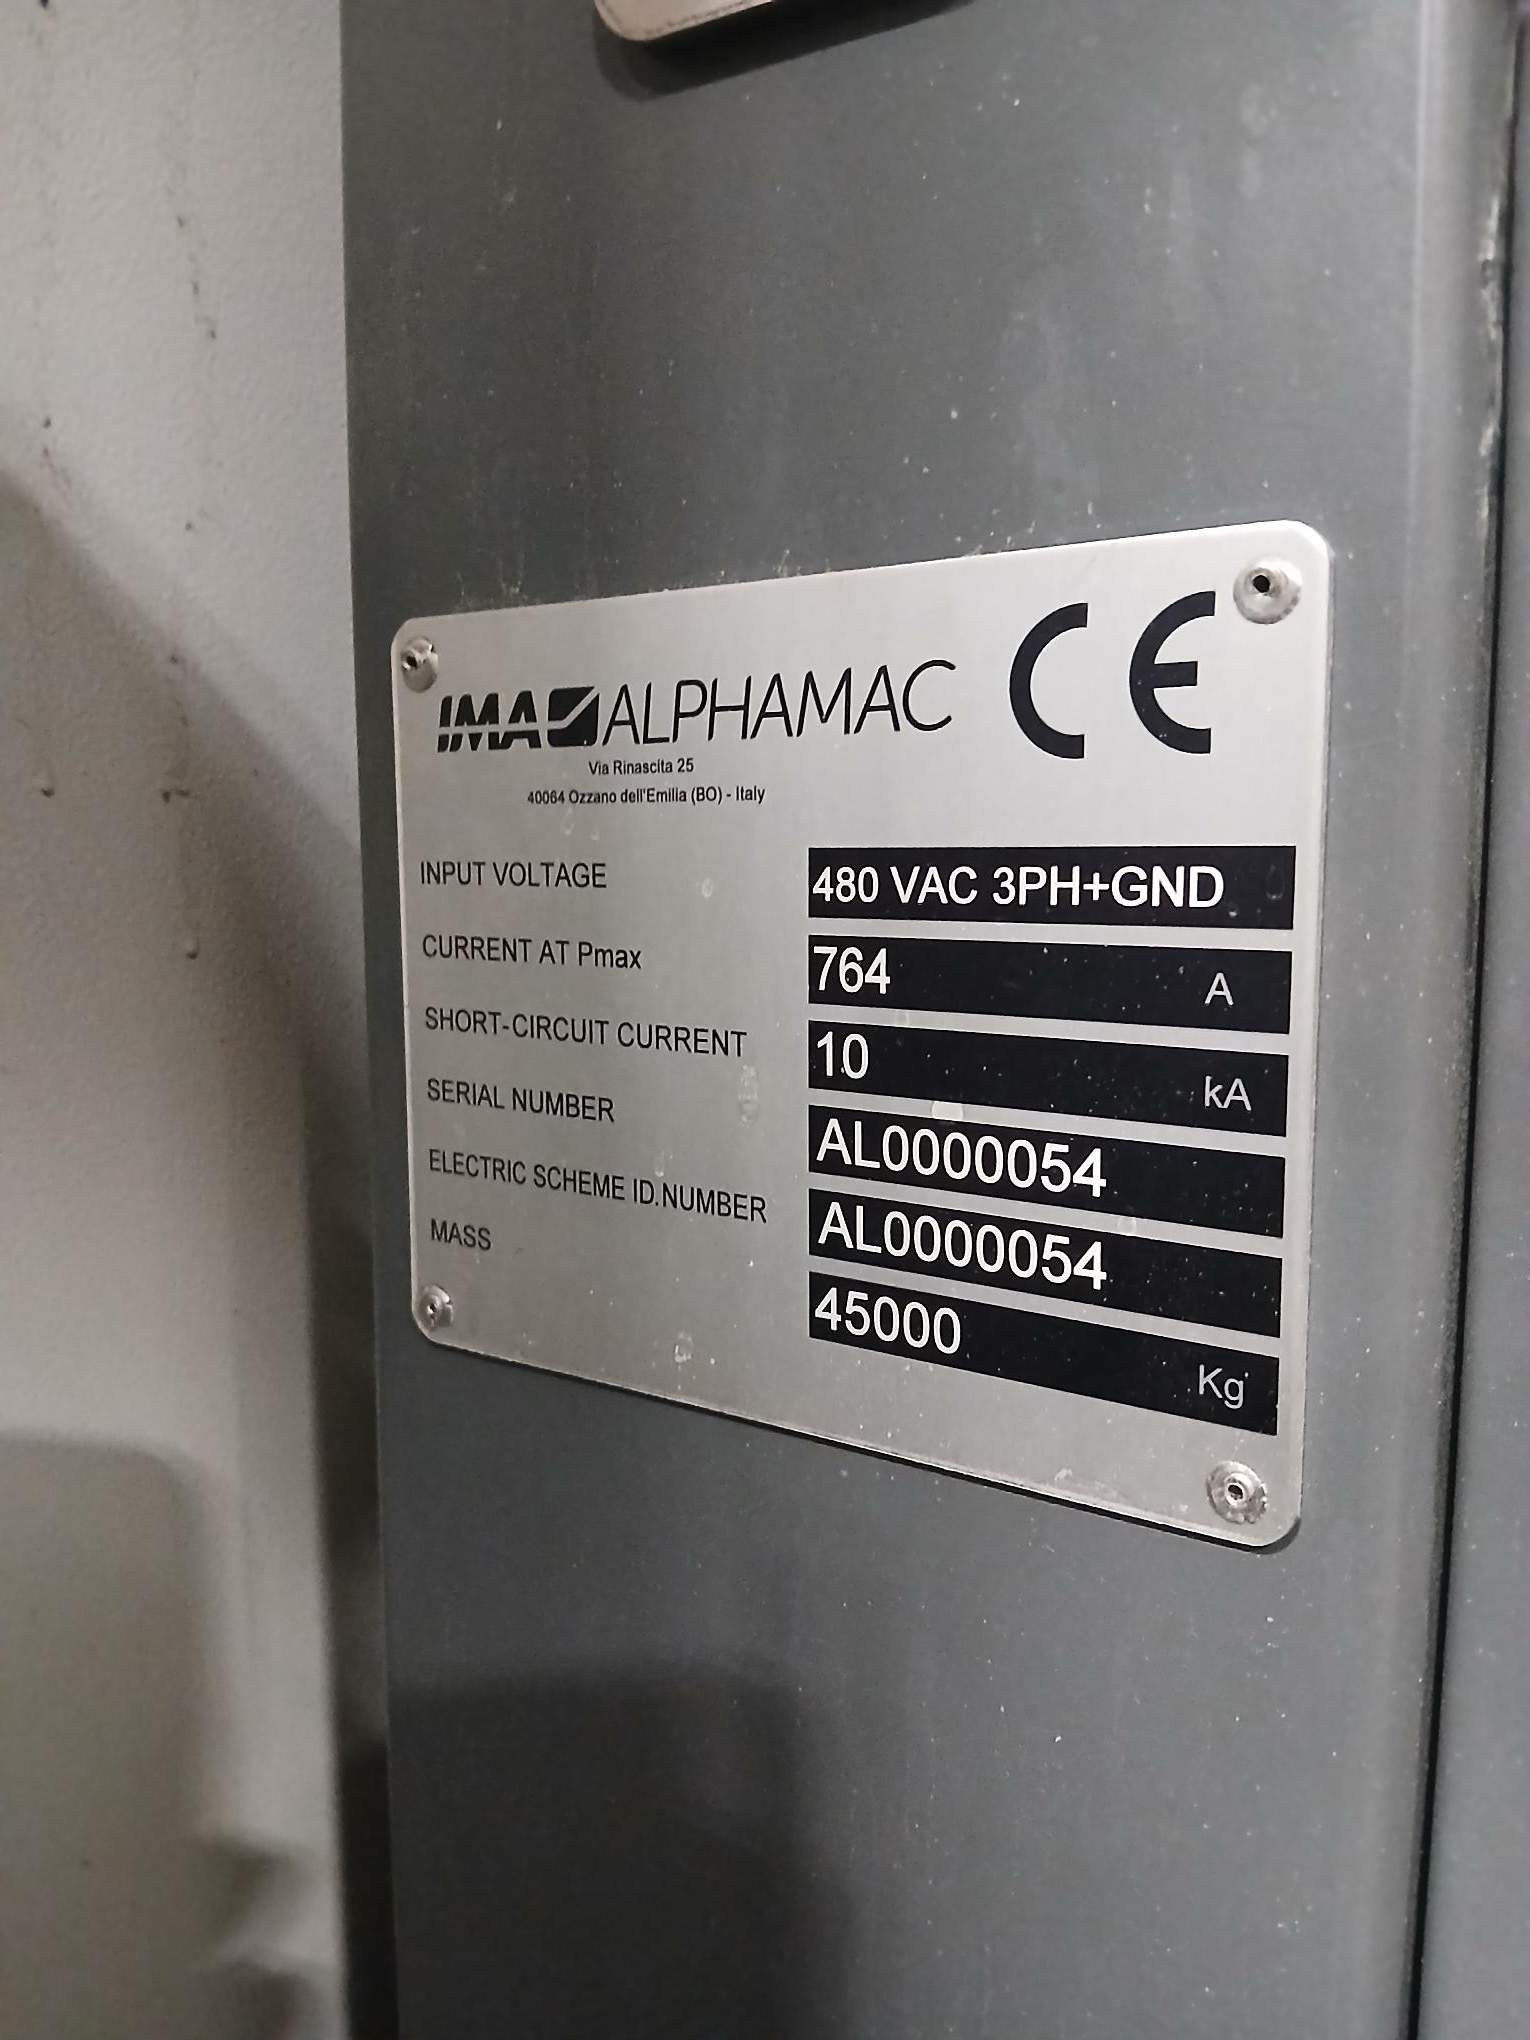 IMA ALPHAMAC CE
Via Rinascita 25
40064 Ozzano dell'Emilia (BO) - Italy
INPUT VOLTAGE 480 VAC 3PH+GND
CURRENT AT Pmax 764 A
SHORT-CIRCUIT CURRENT 10 kA
SERIAL NUMBER AL0000054
ELECTRIC SCHEME ID.NUMBER AL0000054
MASS 45000 Kg